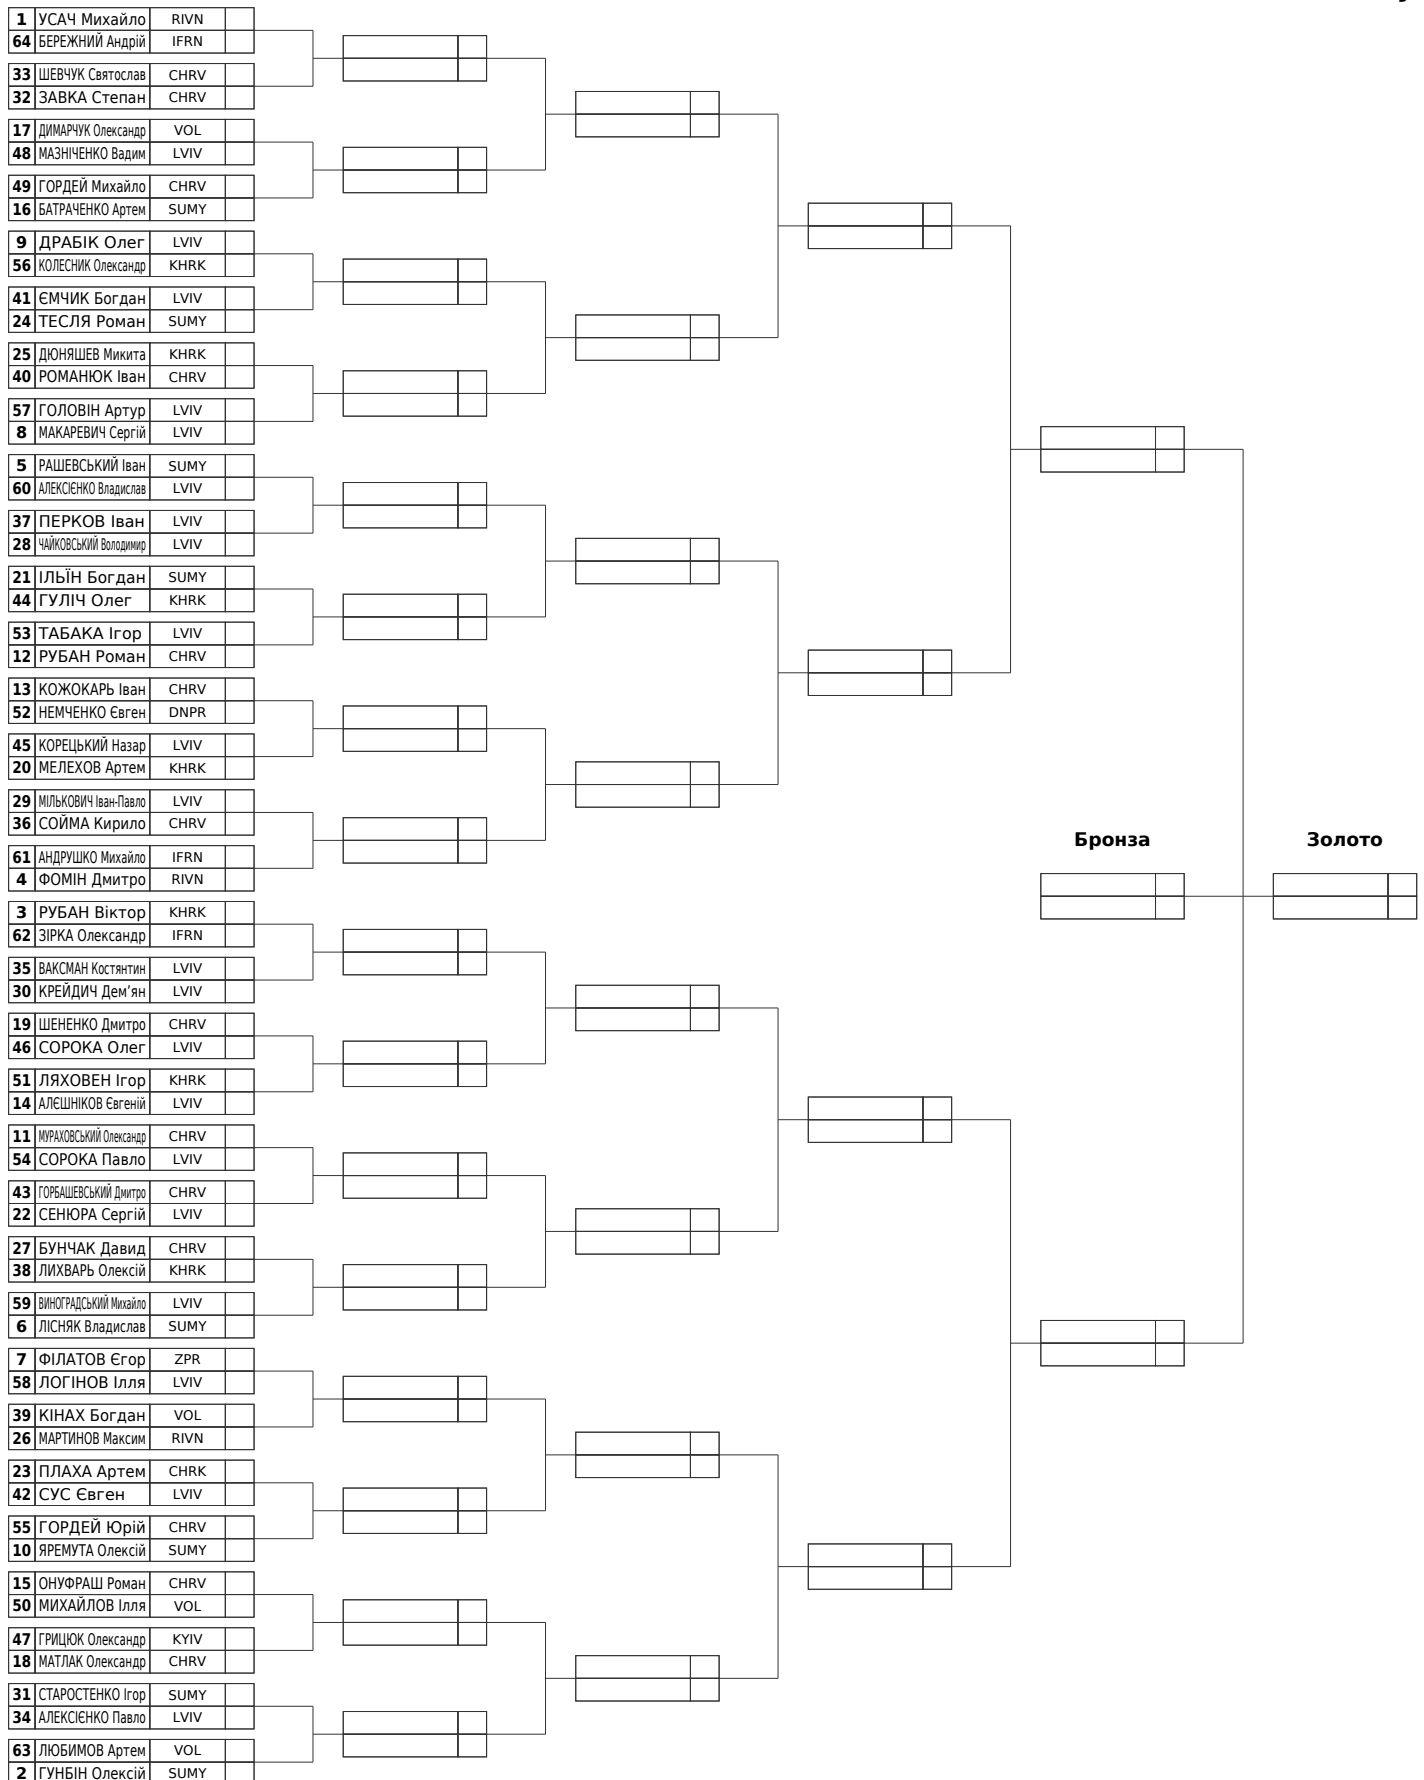 1 УСАЧ Михайло RIVN
64 БЕРЕЖНИЙ Андрій IFRN
33 ШЕВЧУК Святослав CHRV
32 ЗАВКА Степан CHRV
17 ДИМАРЧУК Олександр VOL
48 МАЗНІЧЕНКО Вадим LVIV
49 ГОРДЕЙ Михайло CHRV
16 БАТРАЧЕНКО Артем SUMY
9 ДРАБІК Олег LVIV
56 КОЛЕСНИК Олександр KHRK
41 ЄМЧИК Богдан LVIV
24 ТЕСЛЯ Роман SUMY
25 ДЮНЯШЕВ Микита KHRK
40 РОМАНЮК Іван CHRV
57 ГОЛОВІН Артур LVIV
8 МАКАРЕВИЧ Сергій LVIV
5 РАШЕВСЬКИЙ Іван SUMY
60 АЛЕКСІЄНКО Владислав LVIV
37 ПЕРКОВ Іван LVIV
28 ЧАЙКОВСЬКИЙ Володимир LVIV
21 ІЛЬЇН Богдан SUMY
44 ГУЛІЧ Олег KHRK
53 ТАБАКА Ігор LVIV
12 РУБАН Роман CHRV
13 КОЖОКАРЬ Іван CHRV
52 НЕМЧЕНКО Євген DNPR
45 КОРЕЦЬКИЙ Назар LVIV
20 МЕЛЕХОВ Артем KHRK
29 МІЛЬКОВИЧ Іван-Павло LVIV
36 СОЙМА Кирило CHRV
61 АНДРУШКО Михайло IFRN
4 ФОМІН Дмитро RIVN
Бронза Золото
3 РУБАН Віктор KHRK
62 ЗІРКА Олександр IFRN
35 ВАКСМАН Костянтин LVIV
30 КРЕЙДИЧ Дем’ян LVIV
19 ШЕНЕНКО Дмитро CHRV
46 СОРОКА Олег LVIV
51 ЛЯХОВЕН Ігор KHRK
14 АЛЄШНІКОВ Євгеній LVIV
11 МУРАХОВСЬКИЙ Олександр CHRV
54 СОРОКА Павло LVIV
43 ГОРБАШЕВСЬКИЙ Дмитро CHRV
22 СЕНЮРА Сергій LVIV
27 БУНЧАК Давид CHRV
38 ЛИХВАРЬ Олексій KHRK
59 ВИНОГРАДСЬКИЙ Михайло LVIV
6 ЛІСНЯК Владислав SUMY
7 ФІЛАТОВ Єгор ZPR
58 ЛОГІНОВ Ілля LVIV
39 КІНАХ Богдан VOL
26 МАРТИНОВ Максим RIVN
23 ПЛАХА Артем CHRK
42 СУС Євген LVIV
55 ГОРДЕЙ Юрій CHRV
10 ЯРЕМУТА Олексій SUMY
15 ОНУФРАШ Роман CHRV
50 МИХАЙЛОВ Ілля VOL
47 ГРИЦЮК Олександр KYIV
18 МАТЛАК Олександр CHRV
31 СТАРОСТЕНКО Ігор SUMY
34 АЛЕКСІЄНКО Павло LVIV
63 ЛЮБИМОВ Артем VOL
2 ГУНБІН Олексій SUMY